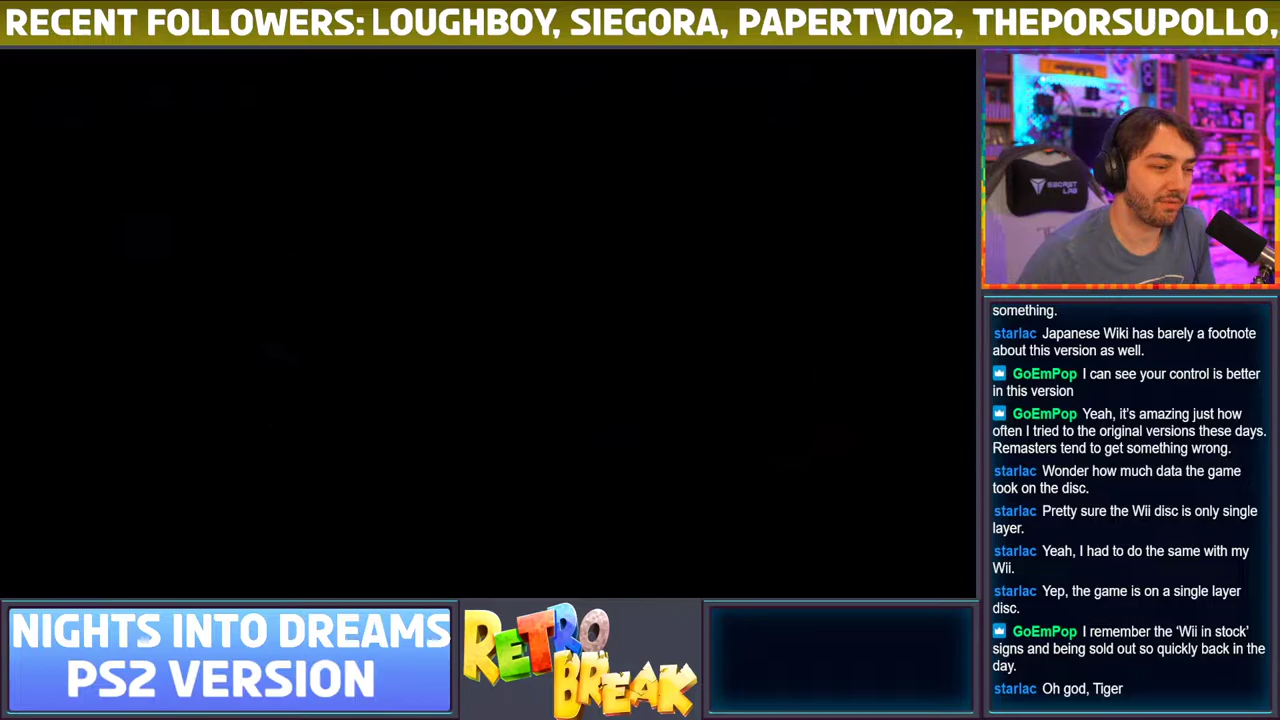 RECENT FOLLOWERS: LOUGHBOY, SIEGORA, PAPERTV102, THEPORSUPOLLO,
SECRET
LAB
something.
starlac Japanese Wiki has barely a footnote
about this version as well.
GoEmPop I can see your control is better
in this version
GoEmPop Yeah, it's amazing just how
often I tried to the original versions these days.
Remasters tend to get something wrong.
starlac Wonder how much data the game
took on the disc.
starlac Pretty sure the Wii disc is only single
layer.
starlac Yeah, I had to do the same with my
Wii.
starlac Yep, the game is on a single layer
disc.
GoEmPop I remember the ‘Wii in stock’
signs and being sold out so quickly back in the
day.
starlac Oh god, Tiger
NIGHTS INTO DREAMS
PS2 VERSION
RETRO
BREAK